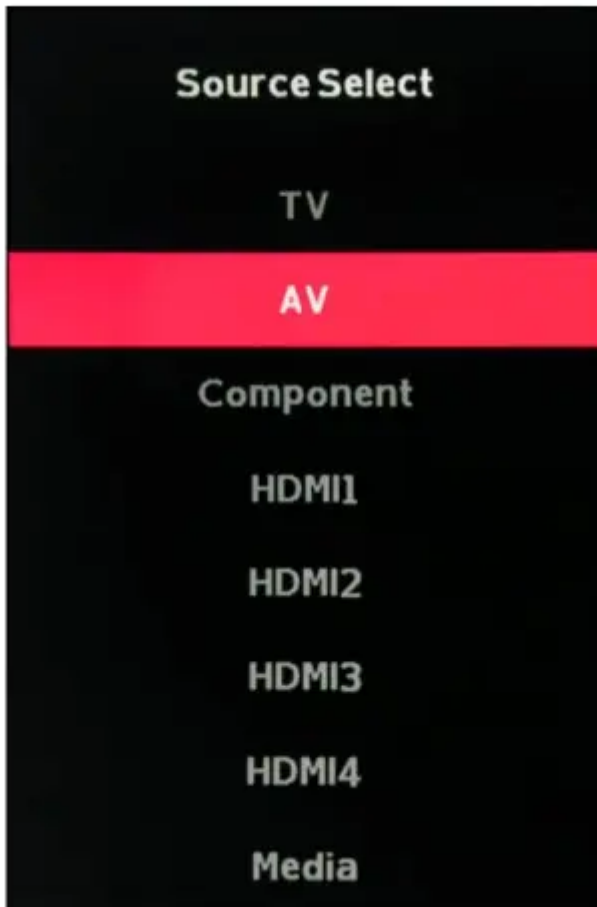 Source Select
TV
AV
Component
HDMI1
HDMI2
HDMI3
HDMI4
Media